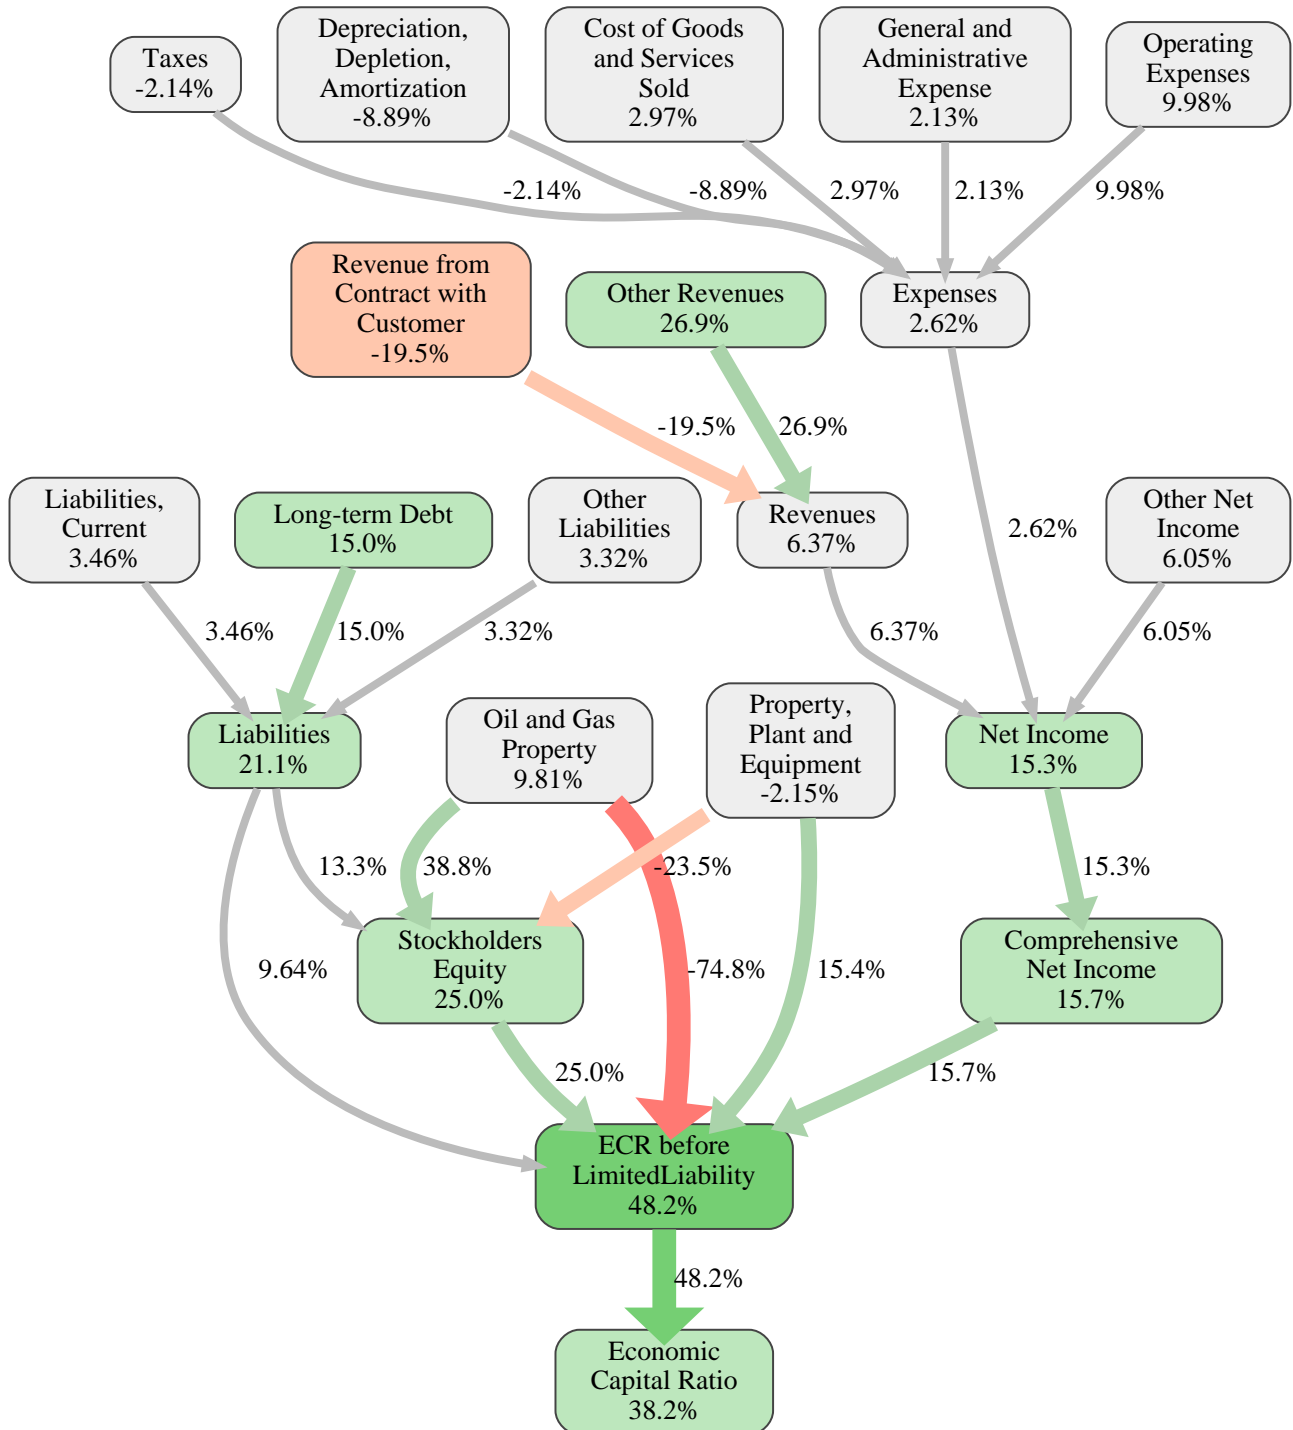 Taxes
-2.14%
Depreciation,
Depletion,
Amortization
-8.89%
Cost of Goods
and Services
Sold
2.97%
General and
Administrative
Expense
2.13%
Operating
Expenses
9.98%
-2.14%
-8.89%
2.97%
2.13%
9.98%
Revenue from
Contract with
Customer
-19.5%
Other Revenues
26.9%
Expenses
2.62%
-19.5%
26.9%
Liabilities,
Current
3.46%
Long-term Debt
15.0%
Other
Liabilities
3.32%
Revenues
6.37%
2.62%
Other Net
Income
6.05%
3.46%
15.0%
3.32%
6.37%
6.05%
Liabilities
21.1%
Oil and Gas
Property
9.81%
Property,
Plant and
Equipment
-2.15%
Net Income
15.3%
13.3%
38.8%
-23.5%
15.3%
9.64%
Stockholders
Equity
25.0%
-74.8%
15.4%
Comprehensive
Net Income
15.7%
25.0%
15.7%
ECR before
LimitedLiability
48.2%
48.2%
Economic
Capital Ratio
38.2%